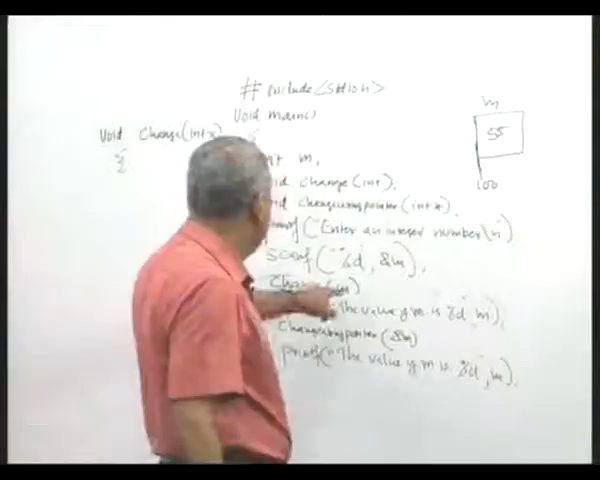 # include<stdio.h>
void main()
void change(int x)
{
{
int m,
void change(int),
void changeusingpointer(int *),
printf("Enter an integer number\n")
scanf("%d", &m),
change(m)
"The value of m is %d, m),
changeusingpointer(&m)
printf("The value of m is %d, m),
m
55
100